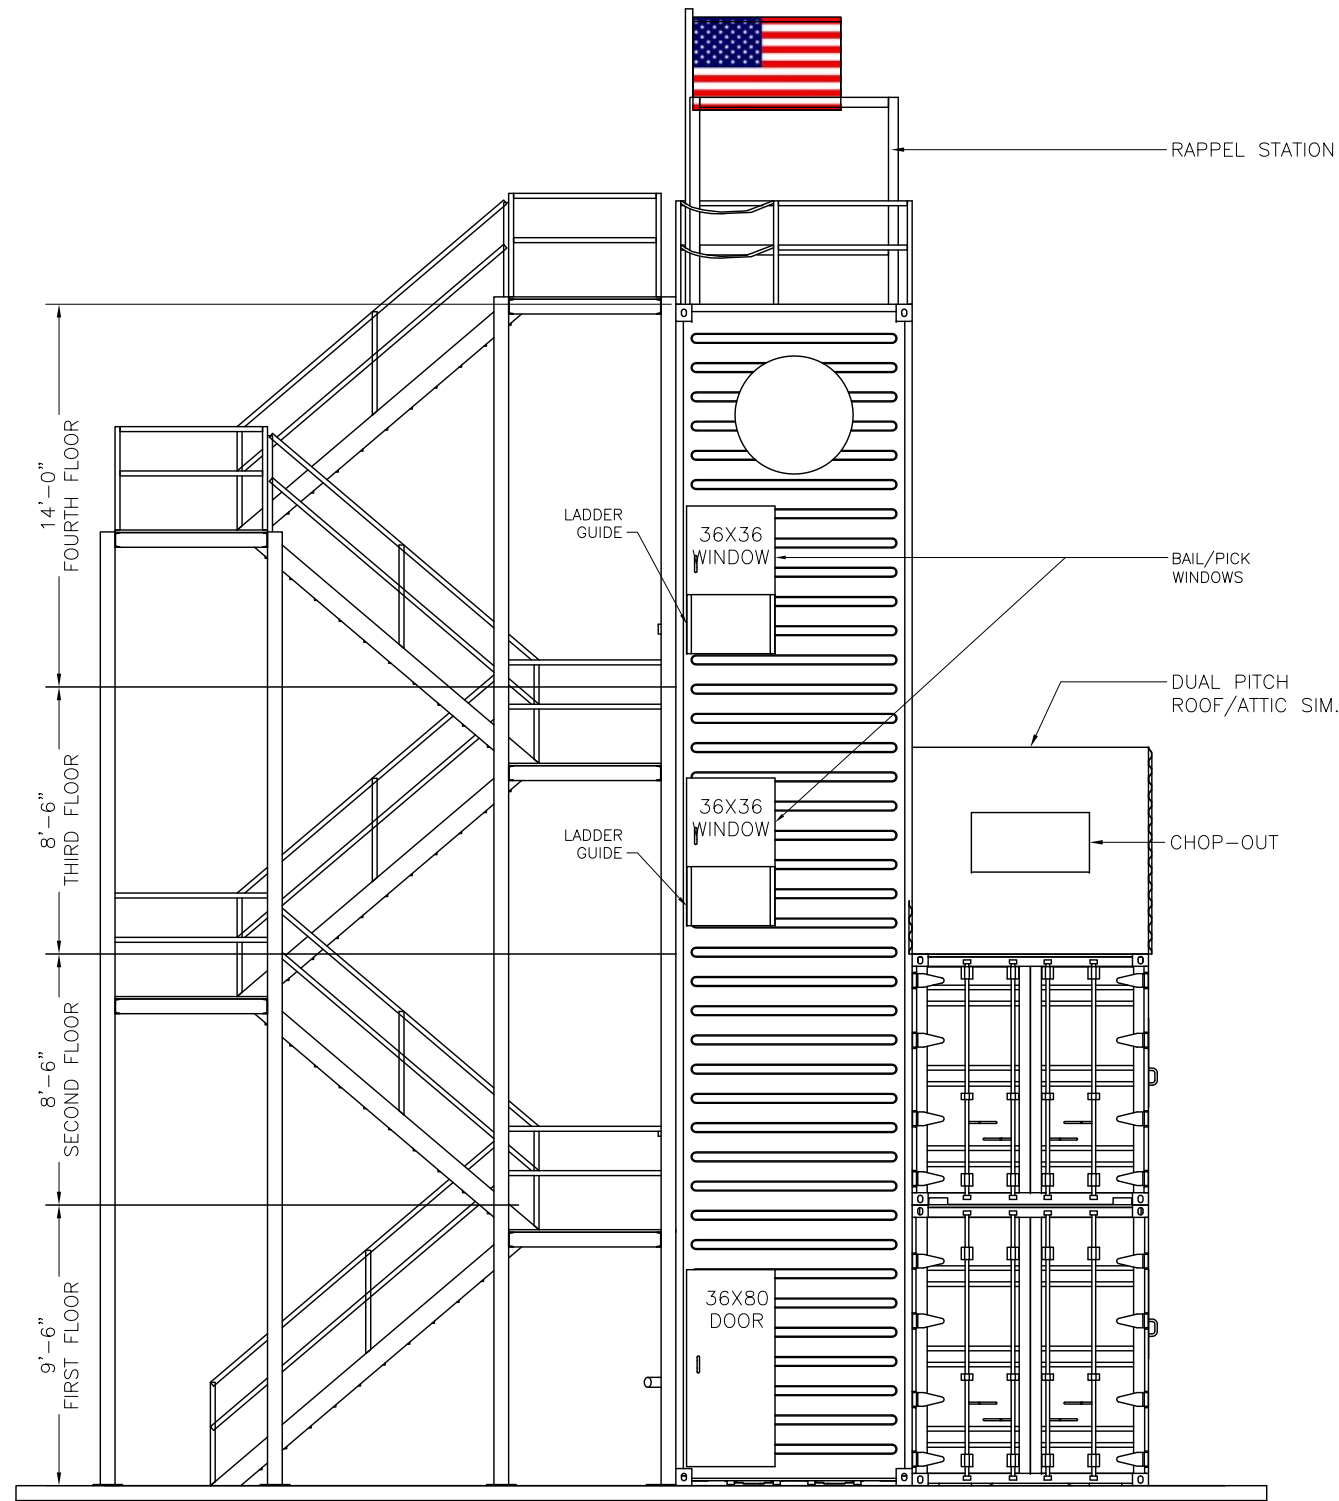 RAPPEL STATION
14'-0"
FOURTH FLOOR
LADDER
GUIDE
36X36
WINDOW
BAIL/PICK
WINDOWS
DUAL PITCH
ROOF/ATTIC SIM.
8'-6"
THIRD FLOOR
LADDER
GUIDE
36X36
WINDOW
CHOP-OUT
8'-6"
SECOND FLOOR
9'-6"
FIRST FLOOR
36X80
DOOR